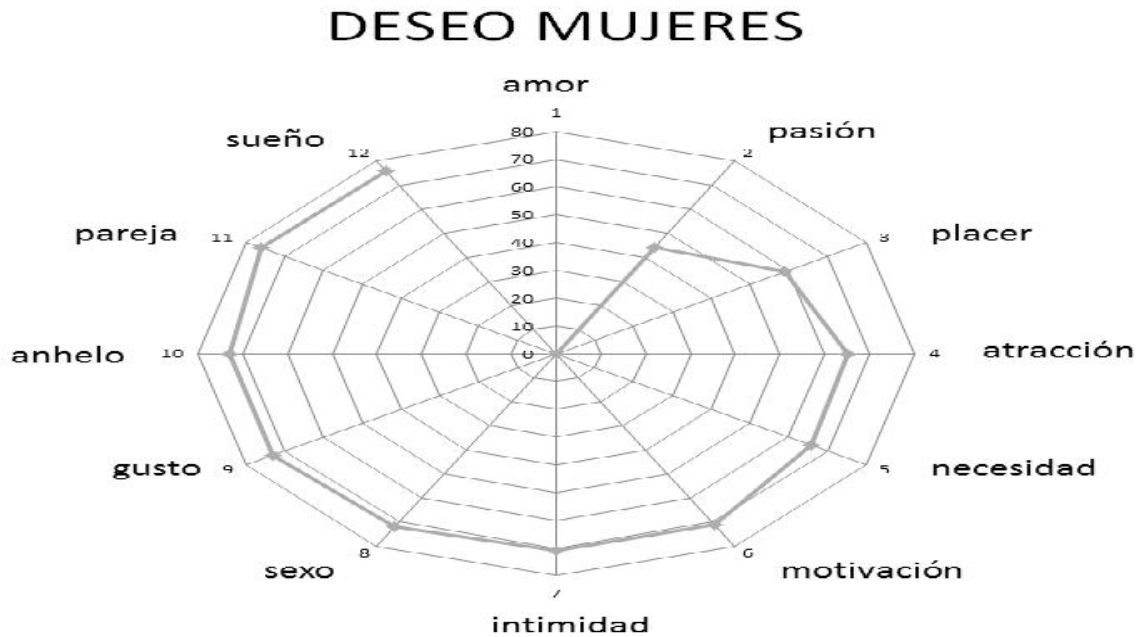 DESEO MUJERES
amor
1
pasión
2
placer
3
atracción
4
necesidad
5
motivación
6
intimidad
7
sexo
8
gusto
9
anhelo
10
pareja
11
sueño
12
80
70
60
50
40
30
20
10
0